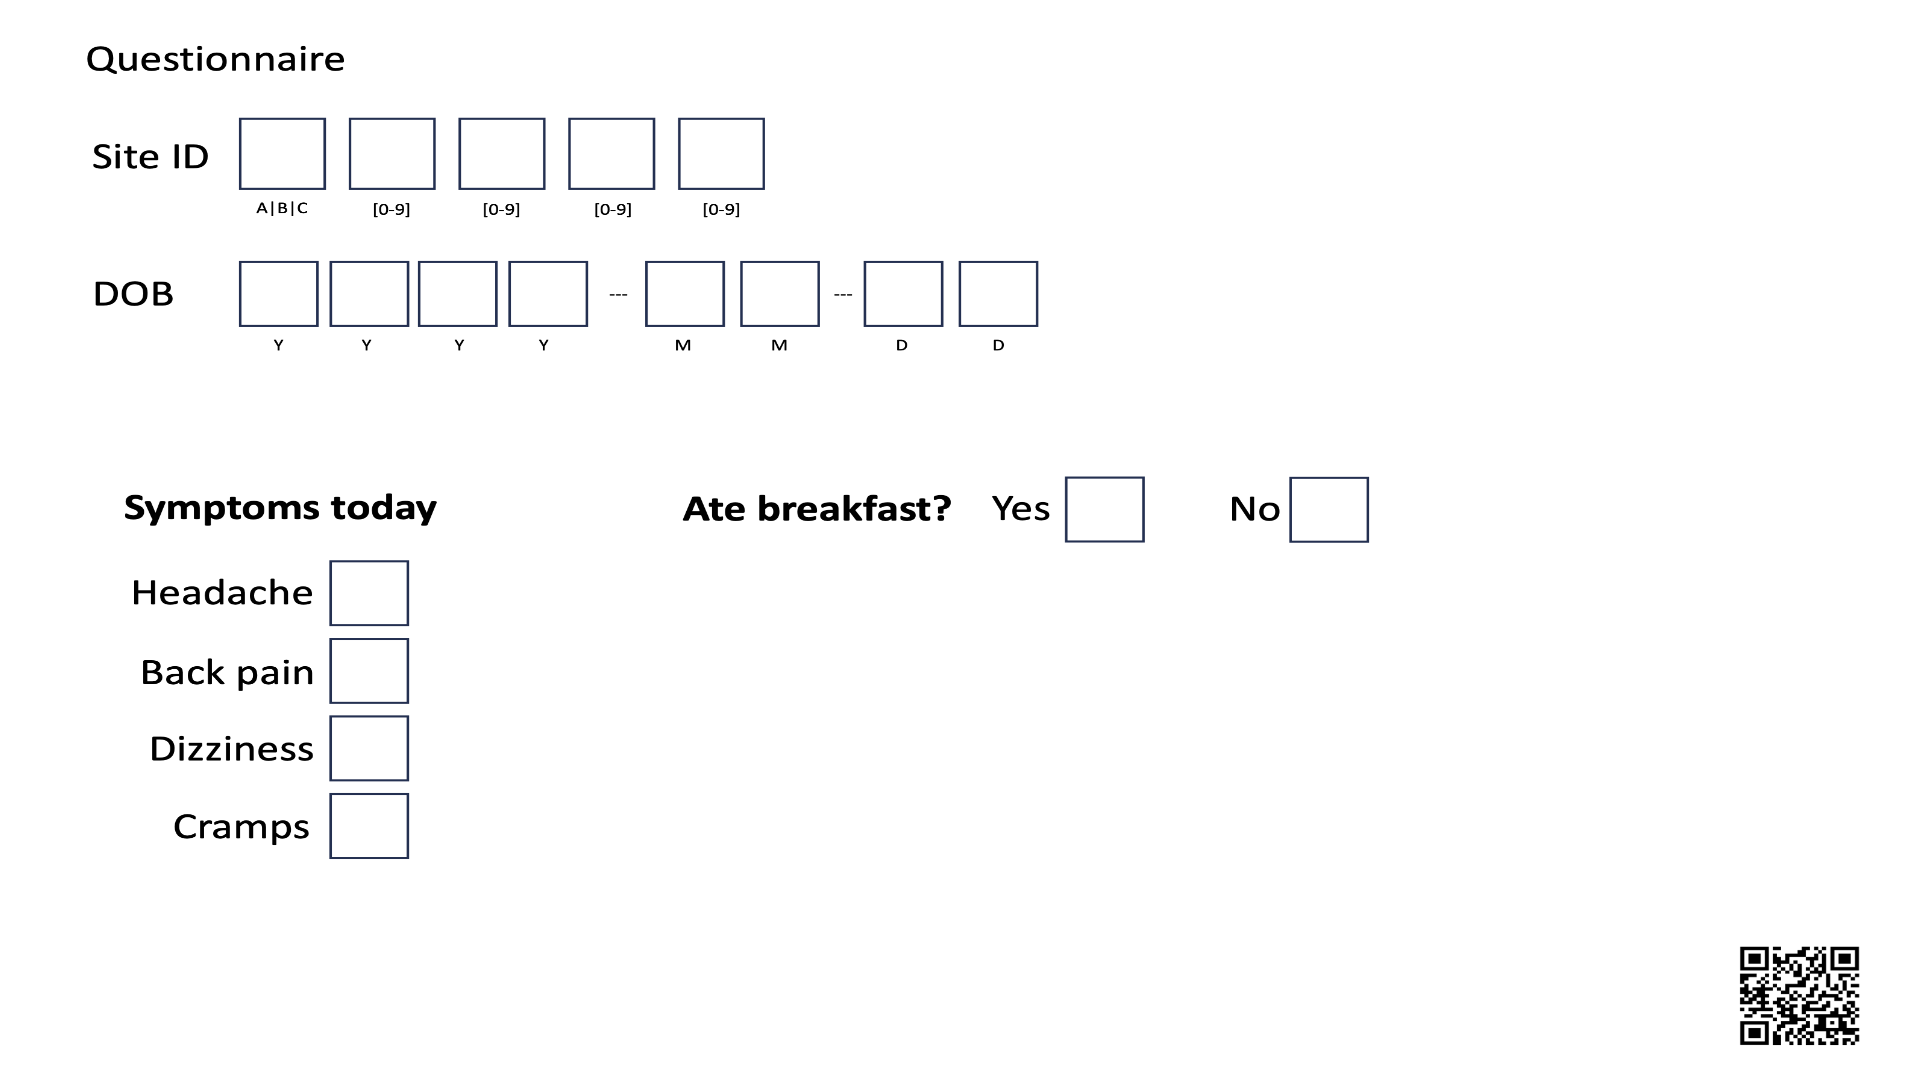 Questionnaire
Site ID
A|B|C [0-9] [0-9] [0-9] [0-9]
DOB --- ---
Y Y Y Y M M D D
Symptoms today
Headache
Back pain
Dizziness
Cramps
Ate breakfast? Yes No